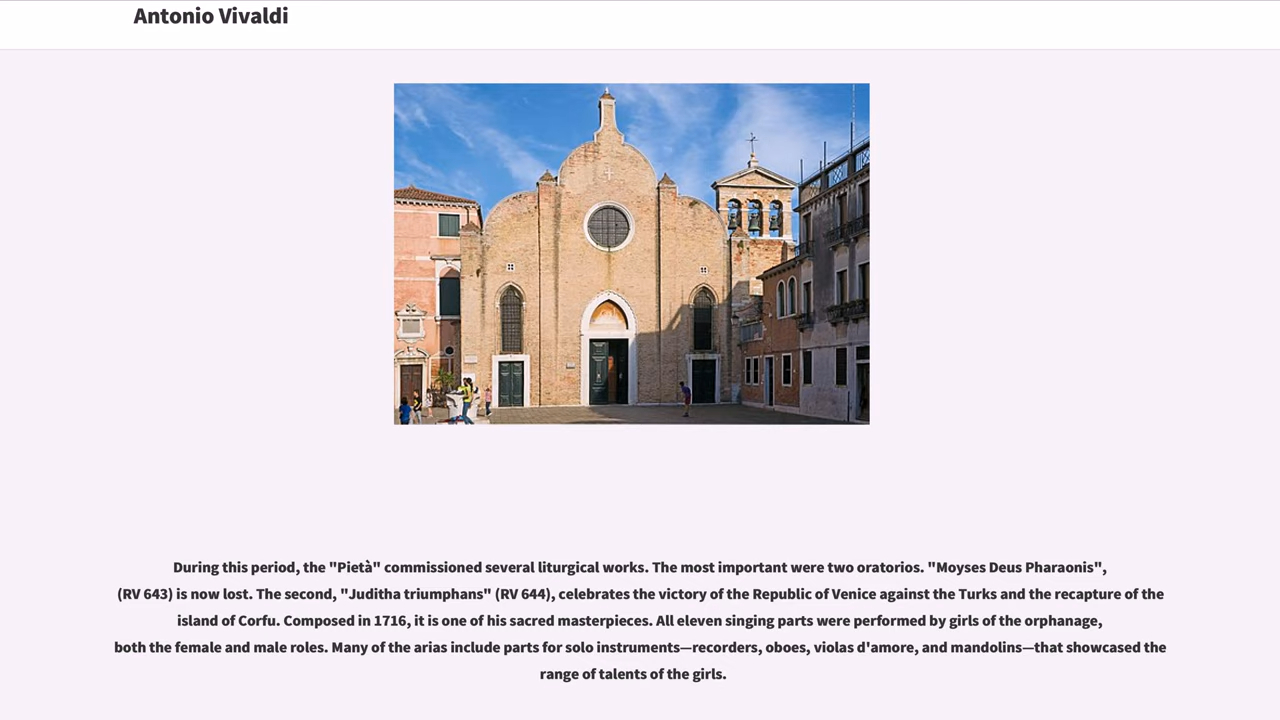 Antonio Vivaldi
During this period, the "Pietà" commissioned several liturgical works. The most important were two oratorios. "Moyses Deus Pharaonis",
(RV 643) is now lost. The second, "Juditha triumphans" (RV 644), celebrates the victory of the Republic of Venice against the Turks and the recapture of the
island of Corfu. Composed in 1716, it is one of his sacred masterpieces. All eleven singing parts were performed by girls of the orphanage,
both the female and male roles. Many of the arias include parts for solo instruments—recorders, oboes, violas d'amore, and mandolins—that showcased the
range of talents of the girls.